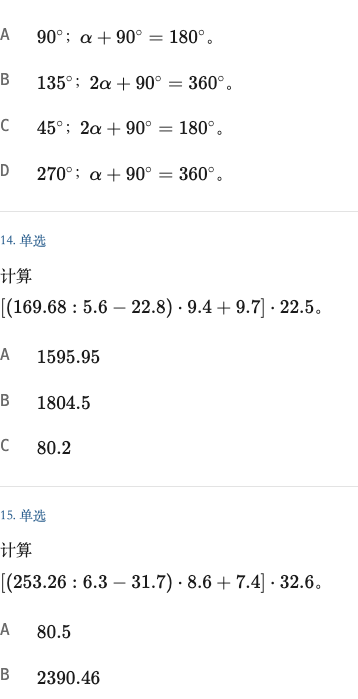 A 90°; α + 90° = 180°。
B 135°; 2α + 90° = 360°。
C 45°; 2α + 90° = 180°。
D 270°; α + 90° = 360°。
14. 单选
计算
[(169.68 : 5.6 − 22.8) · 9.4 + 9.7] · 22.5。
A 1595.95
B 1804.5
C 80.2
15. 单选
计算
[(253.26 : 6.3 − 31.7) · 8.6 + 7.4] · 32.6。
A 80.5
B 2390.46